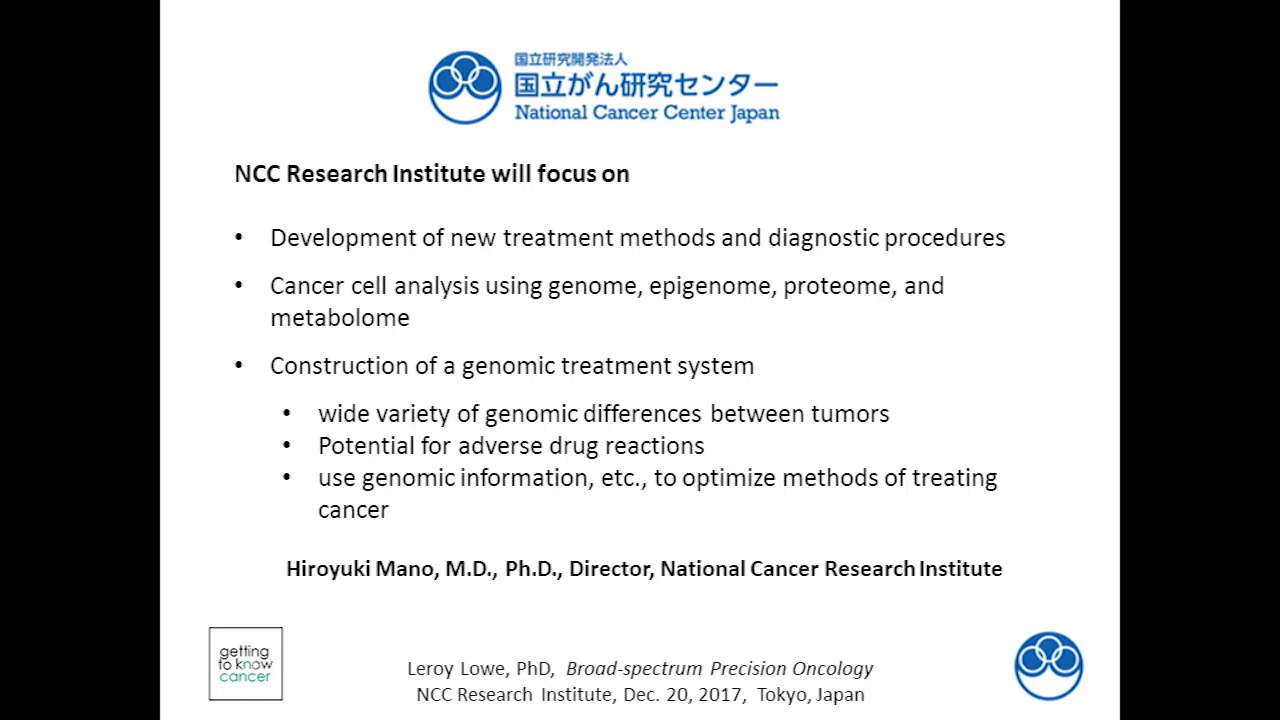 国立研究開発法人
国立がん研究センター
National Cancer Center Japan
NCC Research Institute will focus on
• Development of new treatment methods and diagnostic procedures
• Cancer cell analysis using genome, epigenome, proteome, and
metabolome
• Construction of a genomic treatment system
• wide variety of genomic differences between tumors
• Potential for adverse drug reactions
• use genomic information, etc., to optimize methods of treating
cancer
Hiroyuki Mano, M.D., Ph.D., Director, National Cancer Research Institute
getting
to know
cancer
Leroy Lowe, PhD, Broad-spectrum Precision Oncology
NCC Research Institute, Dec. 20, 2017, Tokyo, Japan